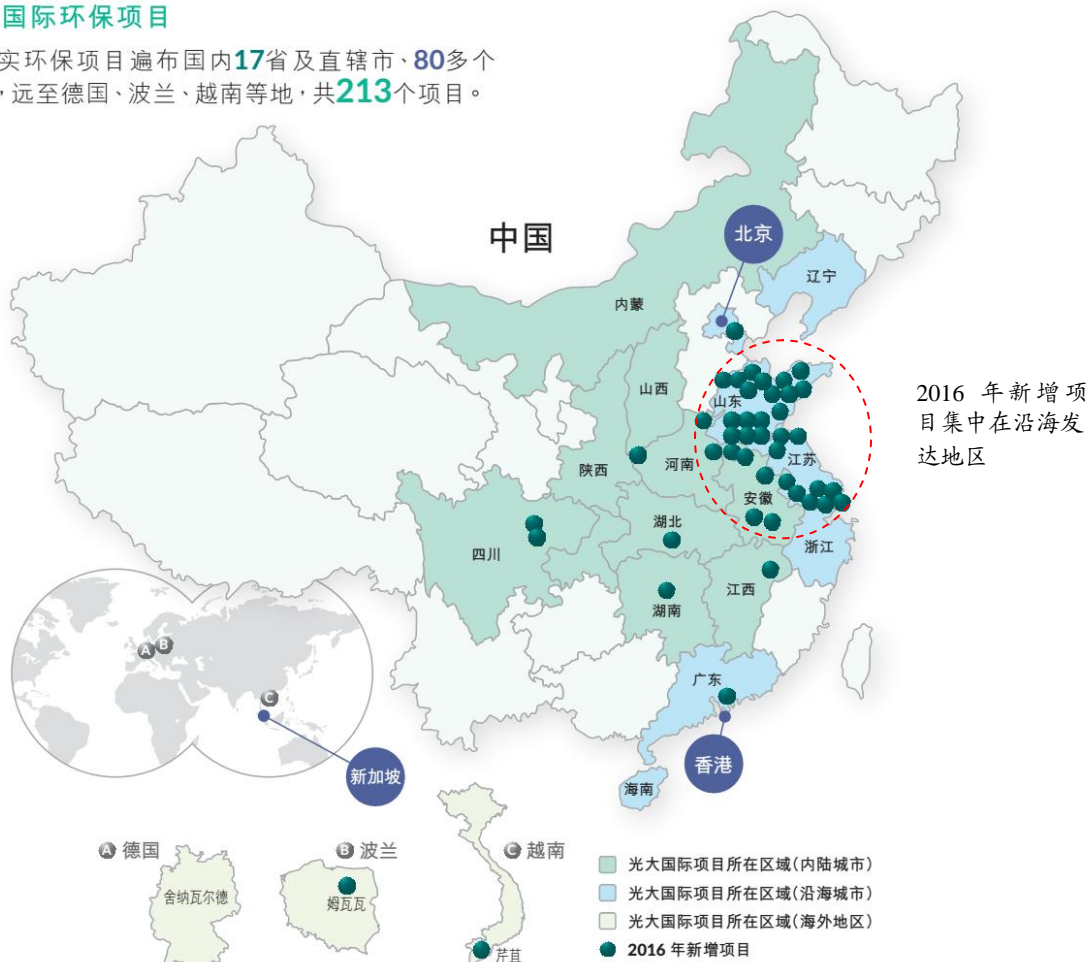 国际环保项目
实环保项目遍布国内17省及直辖市、80多个
，远至德国、波兰、越南等地，共213个项目。
中国
北京
辽宁
内蒙
山西
山东
2016 年新增项
目集中在沿海发
达地区
陕西
河南
江苏
安徽
湖北
四川
浙江
江西
湖南
A
B
C
广东
新加坡
香港
海南
A 德国
B 波兰
C 越南
舍纳瓦尔德
姆瓦瓦
芹苴
光大国际项目所在区域(内陆城市)
光大国际项目所在区域(沿海城市)
光大国际项目所在区域(海外地区)
2016 年新增项目